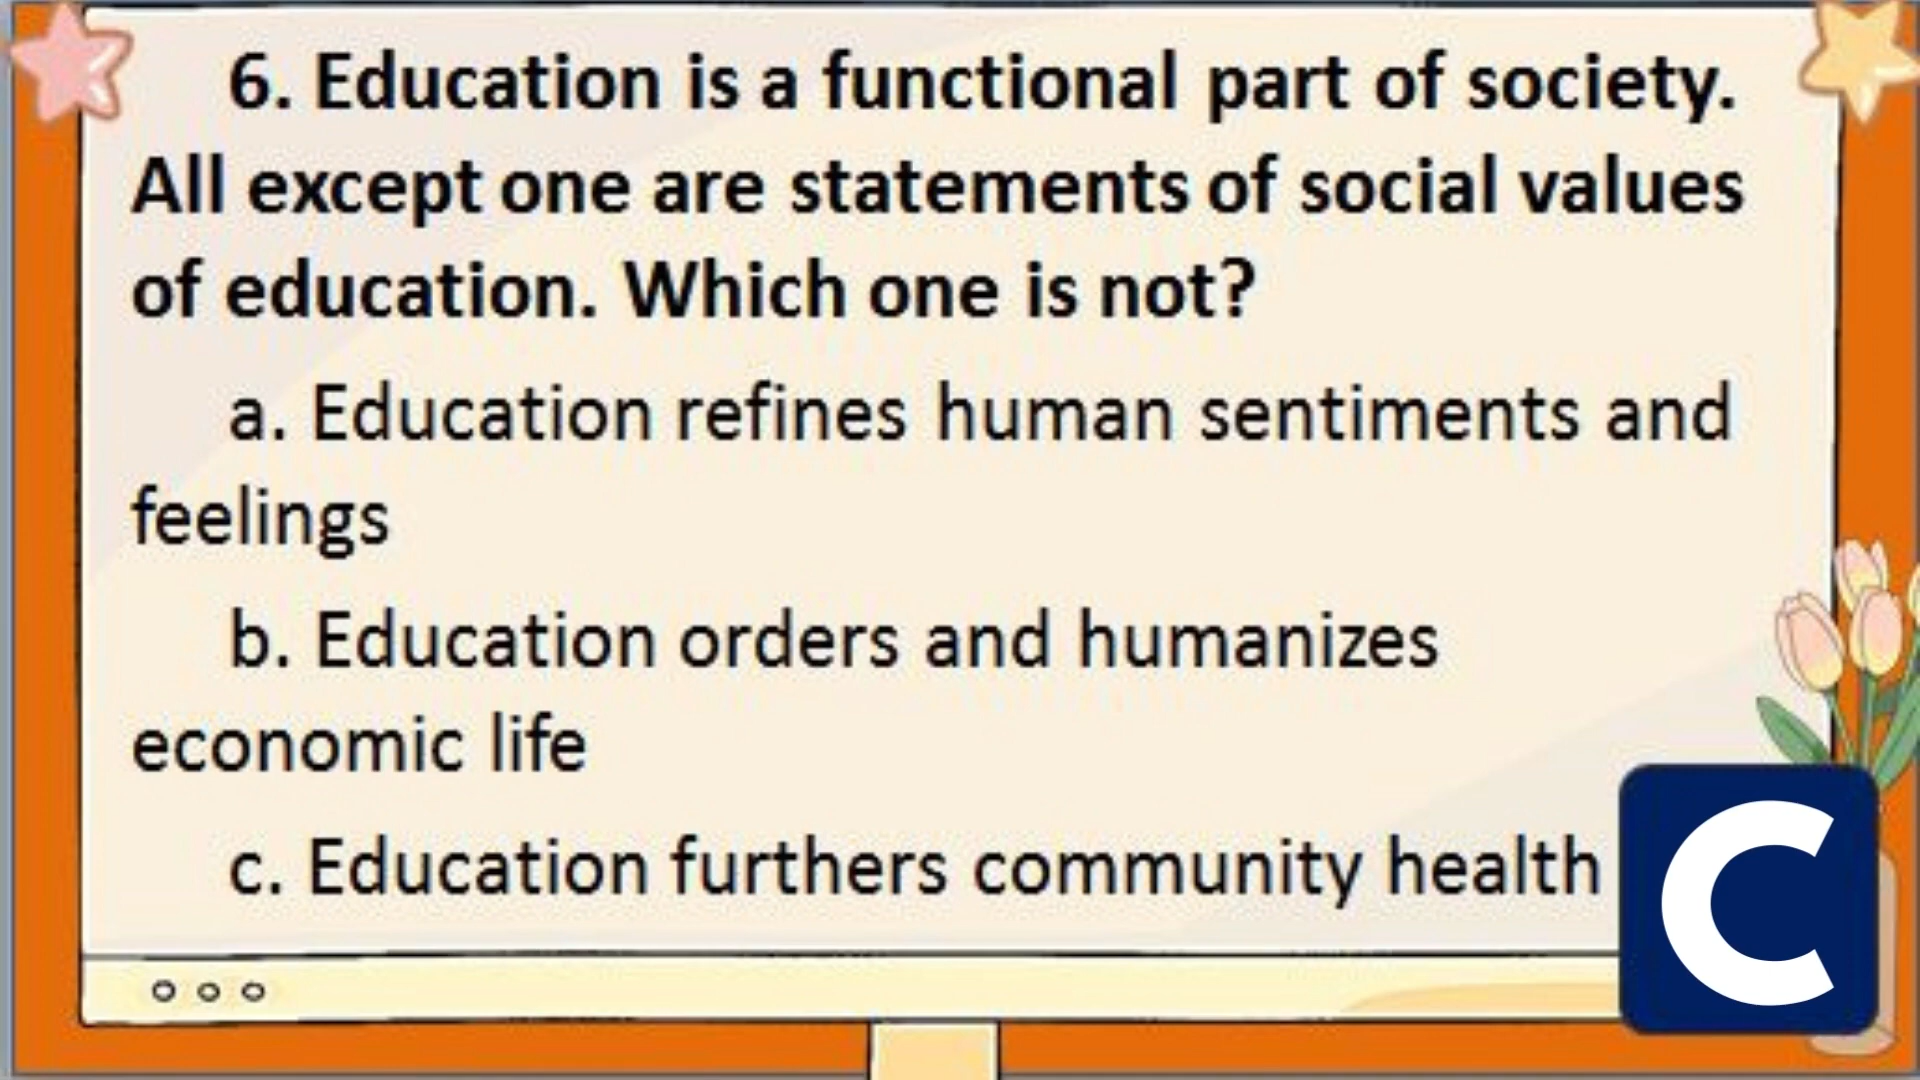 6. Education is a functional part of society.
All except one are statements of social values
of education. Which one is not?
a. Education refines human sentiments and
feelings
b. Education orders and humanizes
economic life
c. Education furthers community health
C